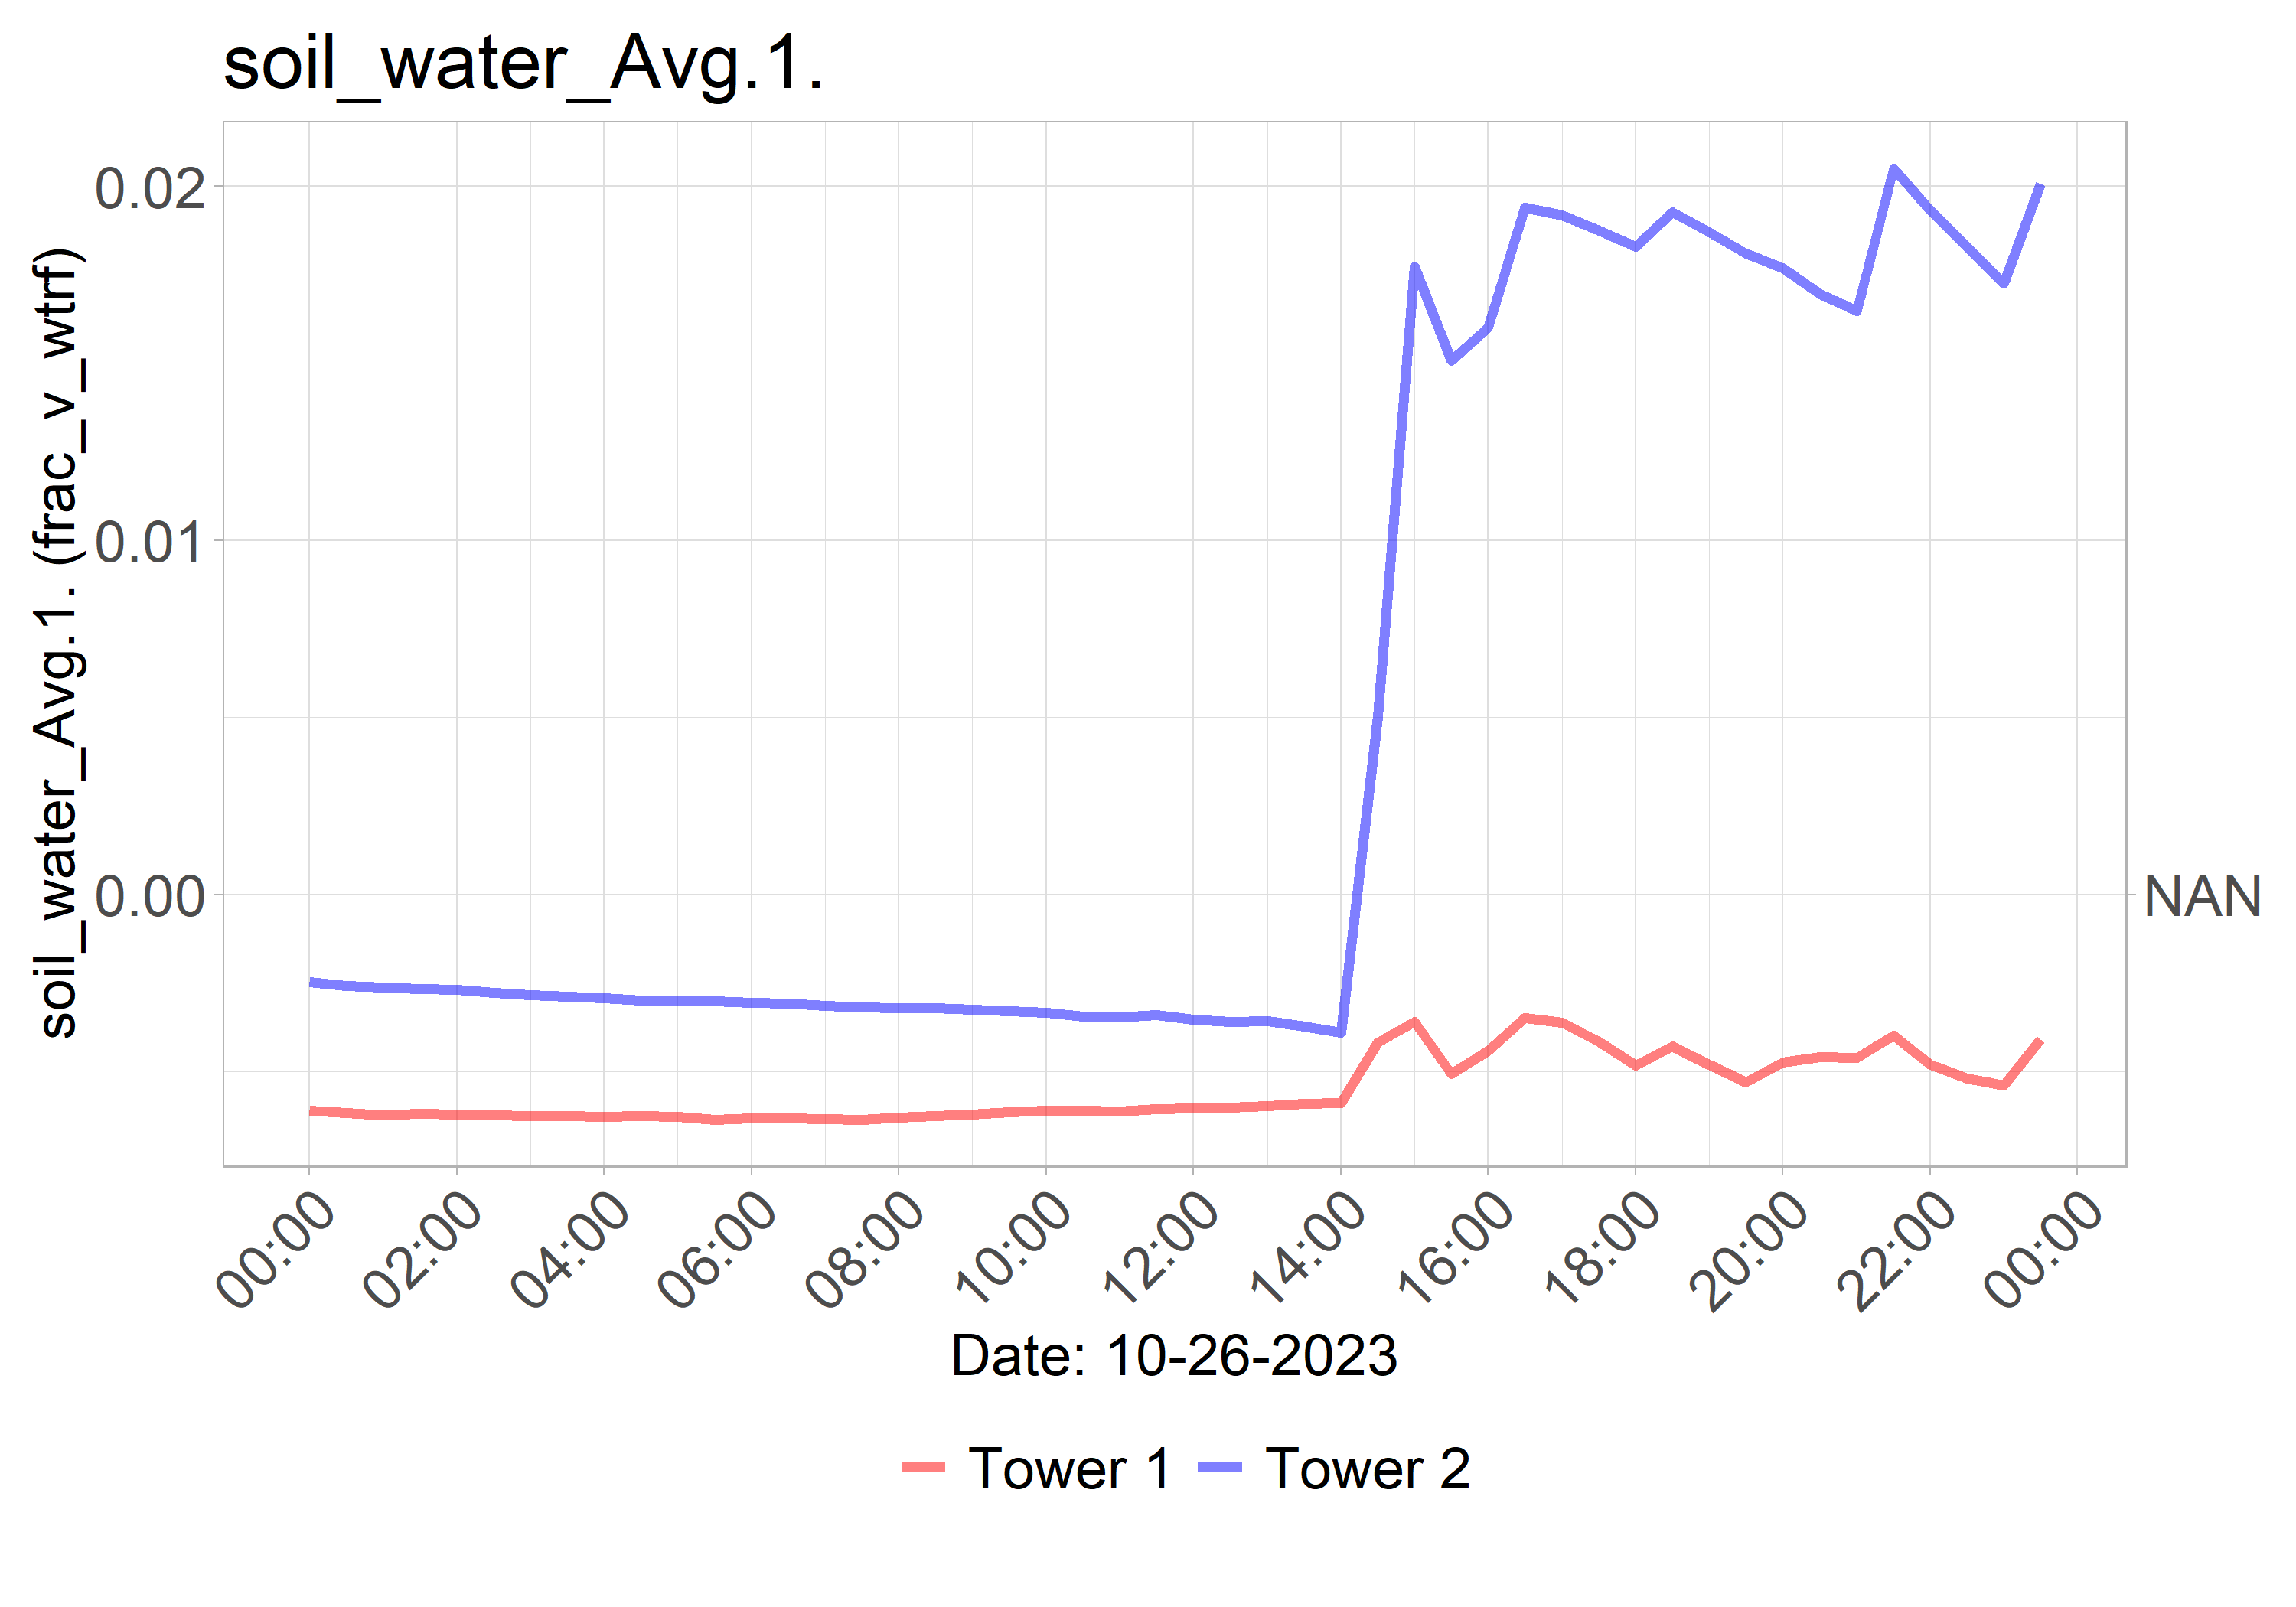 soil_water_Avg.1.
soil_water_Avg.1. (frac_v_wtrf)
0.02
0.01
0.00
NAN
00:00
02:00
04:00
06:00
08:00
10:00
12:00
14:00
16:00
18:00
20:00
22:00
00:00
Date: 10-26-2023
Tower 1
Tower 2